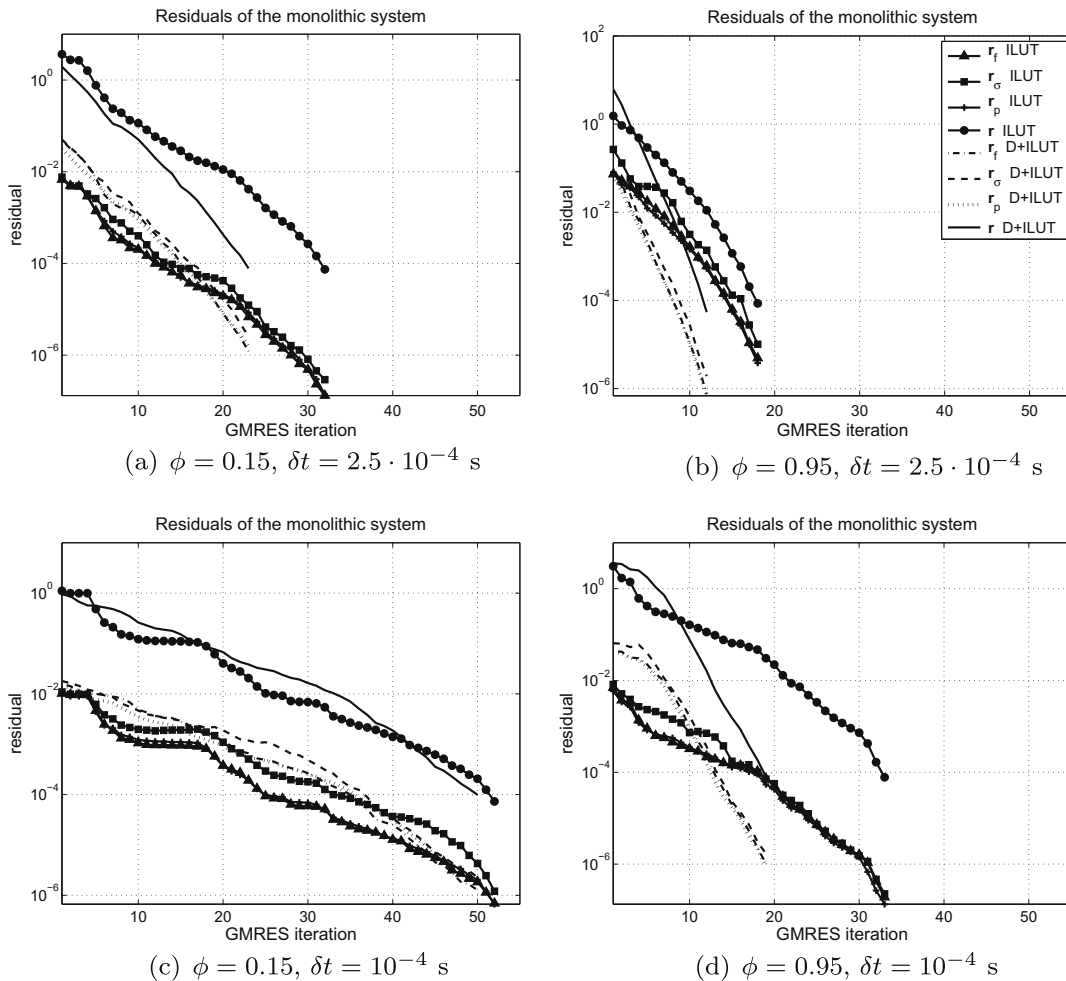 Residuals of the monolithic system
10^0
10^-2
10^-4
10^-6
residual
10 20 30 40 50
GMRES iteration
(a) ϕ = 0.15, δt = 2.5 · 10^-4 s
Residuals of the monolithic system
10^2
10^0
10^-2
10^-4
10^-6
residual
r_f ILUT
r_σ ILUT
r_p ILUT
r ILUT
r_f D+ILUT
r_σ D+ILUT
r_p D+ILUT
r D+ILUT
10 20 30 40 50
GMRES iteration
(b) ϕ = 0.95, δt = 2.5 · 10^-4 s
Residuals of the monolithic system
10^0
10^-2
10^-4
10^-6
residual
10 20 30 40 50
GMRES iteration
(c) ϕ = 0.15, δt = 10^-4 s
Residuals of the monolithic system
10^0
10^-2
10^-4
10^-6
residual
10 20 30 40 50
GMRES iteration
(d) ϕ = 0.95, δt = 10^-4 s